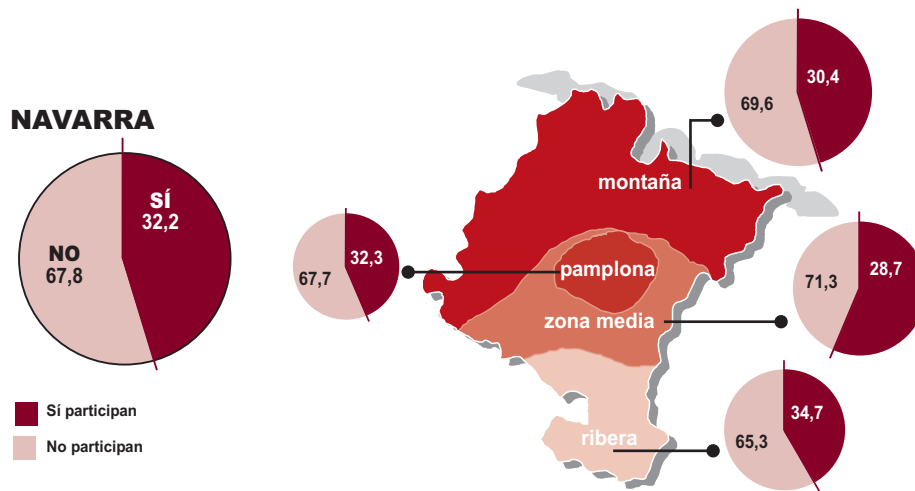 NAVARRA
SÍ
32,2
NO
67,8
Sí participan
No participan
32,3
67,7
30,4
69,6
montaña
pamplona
zona media
28,7
71,3
ribera
34,7
65,3